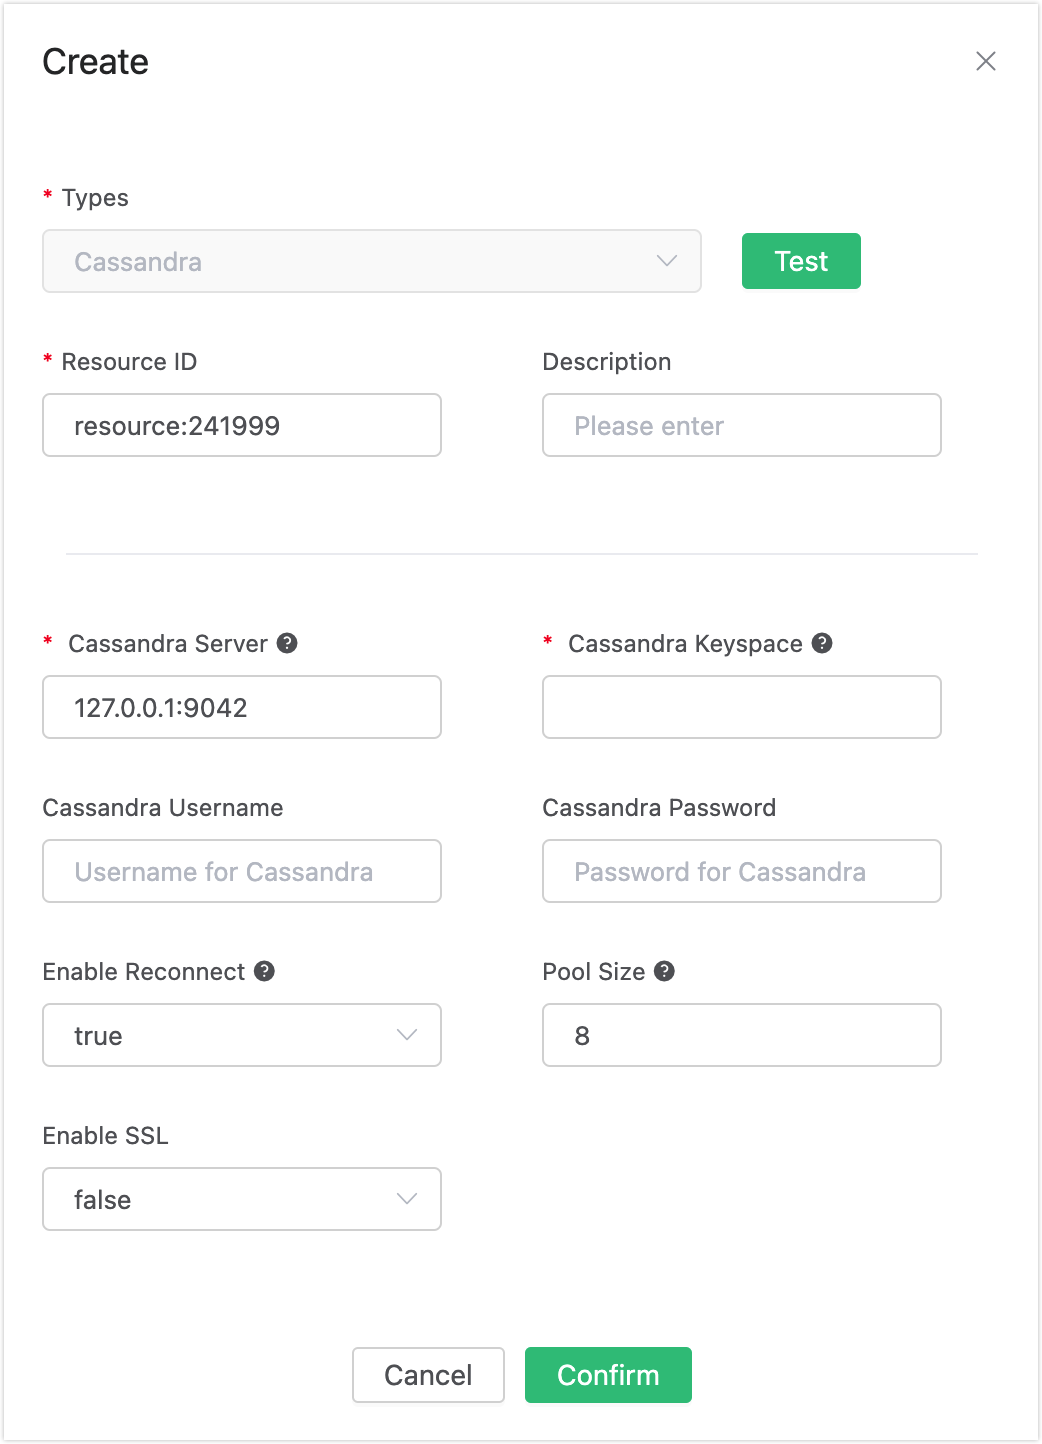 Create
* Types
Cassandra
Test
* Resource ID
Description
resource:241999
Please enter
* Cassandra Server ?
* Cassandra Keyspace ?
127.0.0.1:9042
Cassandra Username
Cassandra Password
Username for Cassandra
Password for Cassandra
Enable Reconnect ?
Pool Size ?
true
8
Enable SSL
false
Cancel
Confirm